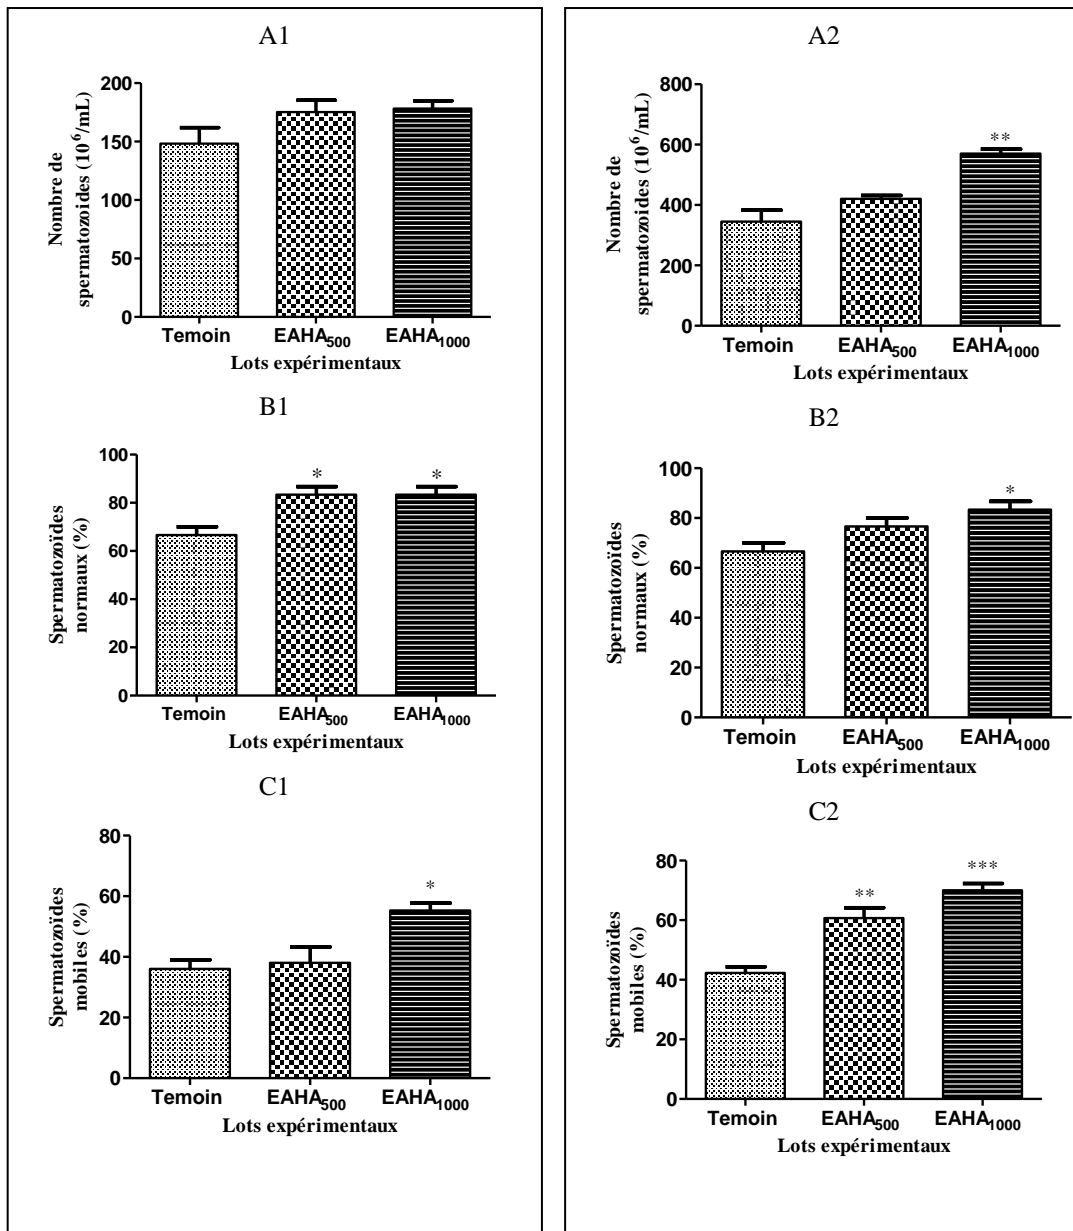 A1
Nombre de
spermatozoides (10^6/mL)
200
150
100
50
0
Temoin EAHA500 EAHA1000
Lots expérimentaux
B1
Spermatozoïdes
normaux (%)
100
80
60
40
20
0
* *
Temoin EAHA500 EAHA1000
Lots expérimentaux
C1
Spermatozoïdes
mobiles (%)
80
60
40
20
0
*
Temoin EAHA500 EAHA1000
Lots expérimentaux
A2
Nombre de
spermatozoides (10^6/mL)
800
600
400
200
0
**
Temoin EAHA500 EAHA1000
Lots expérimentaux
B2
Spermatozoïdes
normaux (%)
100
80
60
40
20
0
*
Temoin EAHA500 EAHA1000
Lots expérimentaux
C2
Spermatozoïdes
mobiles (%)
80
60
40
20
0
** ***
Temoin EAHA500 EAHA1000
Lots expérimentaux